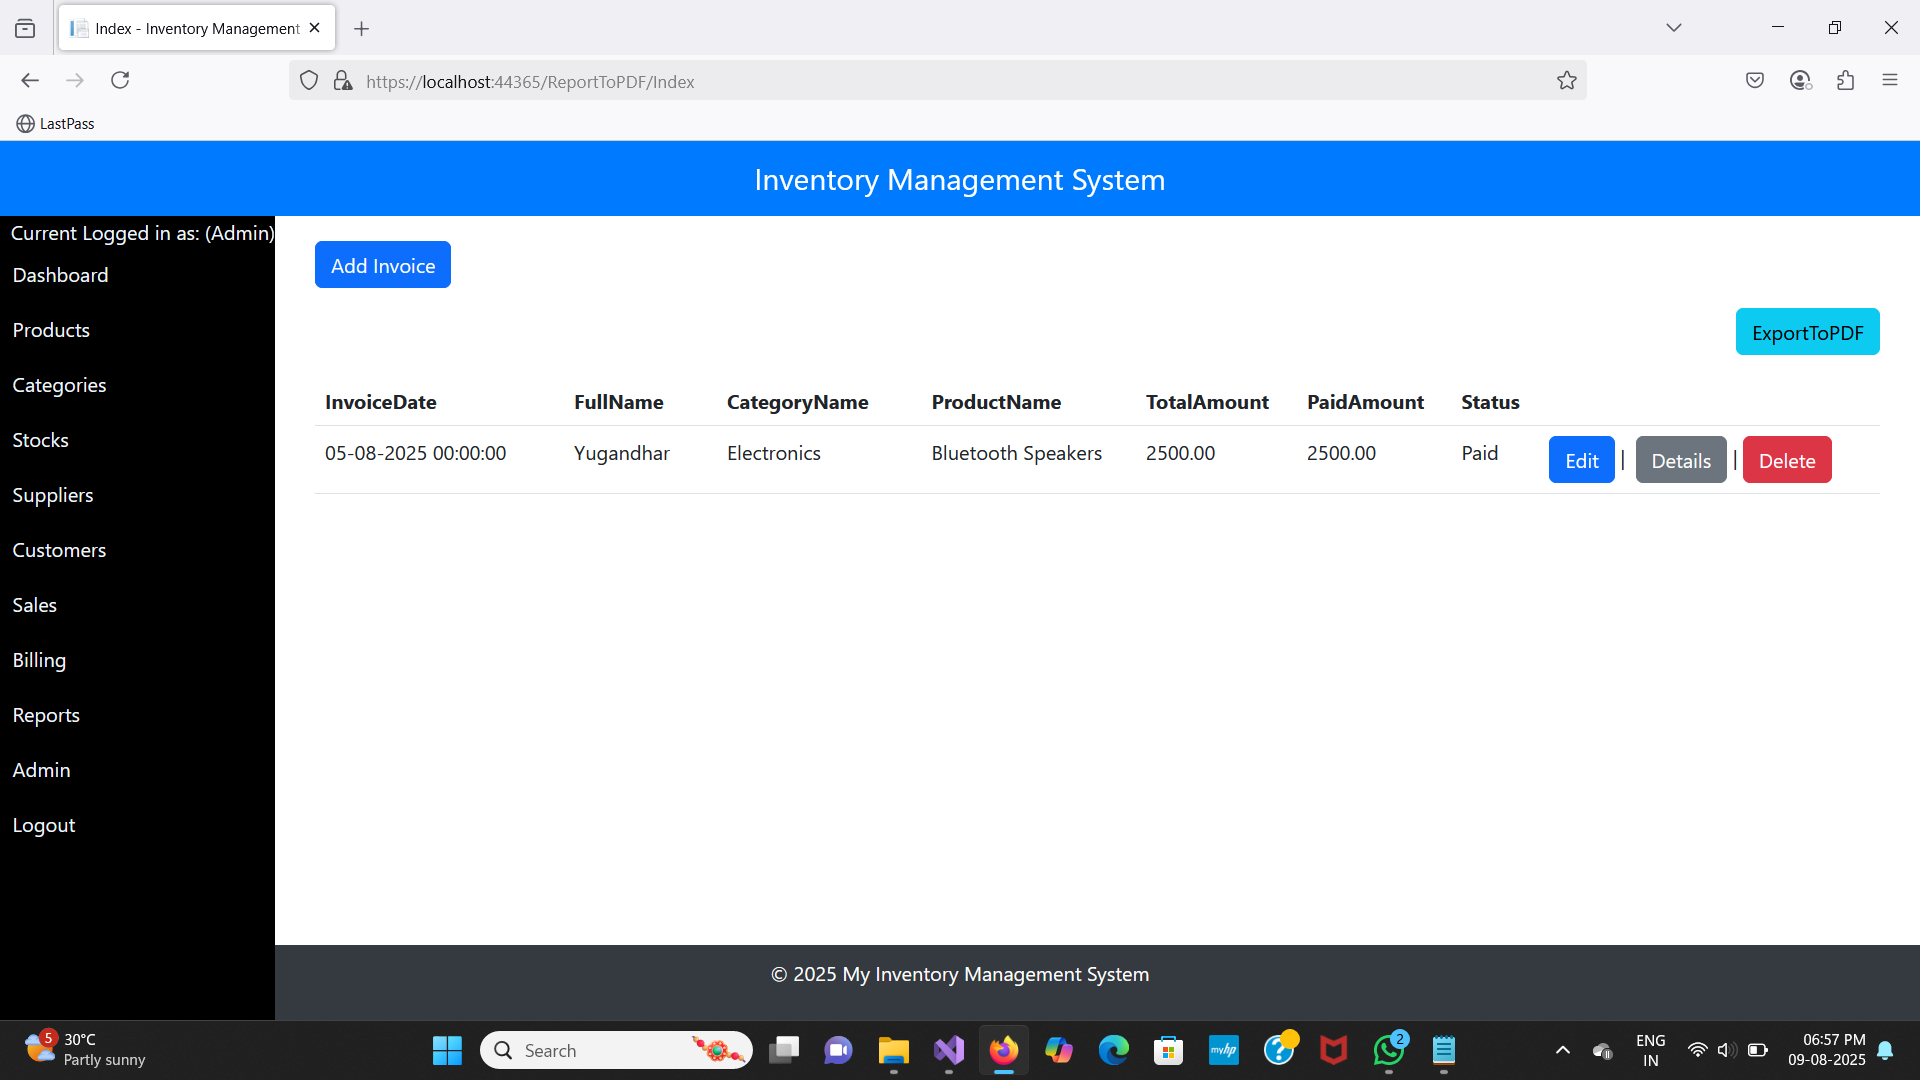 Index - Inventory Management
https://localhost:44365/ReportToPDF/Index
LastPass
Inventory Management System
Current Logged in as: (Admin)
Dashboard
Products
Categories
Stocks
Suppliers
Customers
Sales
Billing
Reports
Admin
Logout
Add Invoice
ExportToPDF
InvoiceDate FullName CategoryName ProductName TotalAmount PaidAmount Status
05-08-2025 00:00:00 Yugandhar Electronics Bluetooth Speakers 2500.00 2500.00 Paid Edit | Details | Delete
© 2025 My Inventory Management System
5
30°C
Partly sunny
Search
myhp
2
ENG
IN
06:57 PM
09-08-2025